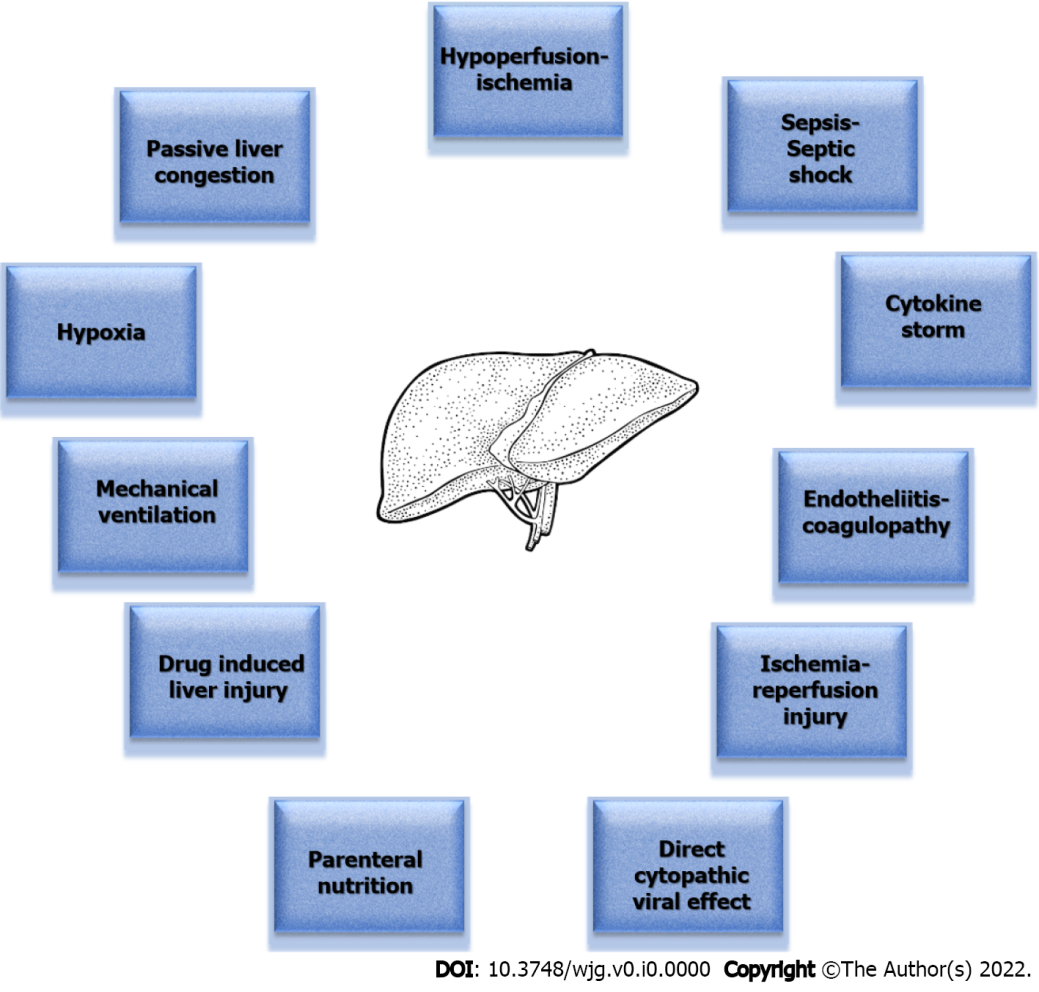 Hypoperfusion-
ischemia
Sepsis-
Septic
shock
Passive liver
congestion
Cytokine
storm
Hypoxia
Mechanical
ventilation
Endotheliitis-
coagulopathy
Drug induced
liver injury
Ischemia-
reperfusion
injury
Parenteral
nutrition
Direct
cytopathic
viral effect
DOI: 10.3748/wjg.v0.i0.0000 Copyright ©The Author(s) 2022.